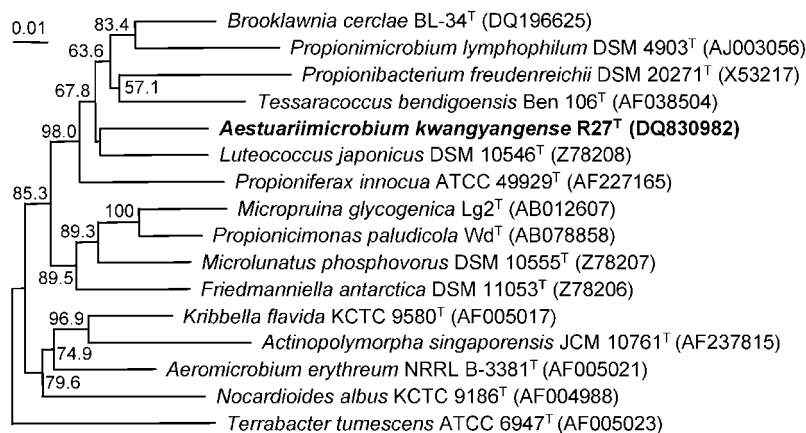 0.01
83.4
Brooklawnia cerclae BL-34ᵀ (DQ196625)
63.6
Propionimicrobium lymphophilum DSM 4903ᵀ (AJ003056)
67.8
57.1
Propionibacterium freudenreichii DSM 20271ᵀ (X53217)
Tessaracoccus bendigoensis Ben 106ᵀ (AF038504)
98.0
Aestuariimicrobium kwangyangense R27ᵀ (DQ830982)
Luteococcus japonicus DSM 10546ᵀ (Z78208)
Propioniferax innocua ATCC 49929ᵀ (AF227165)
85.3
100
Micropruina glycogenica Lg2ᵀ (AB012607)
89.3
Propionicimonas paludicola Wdᵀ (AB078858)
Microlunatus phosphovorus DSM 10555ᵀ (Z78207)
89.5
Friedmanniella antarctica DSM 11053ᵀ (Z78206)
96.9
Kribbella flavida KCTC 9580ᵀ (AF005017)
Actinopolymorpha singaporensis JCM 10761ᵀ (AF237815)
74.9
Aeromicrobium erythreum NRRL B-3381ᵀ (AF005021)
79.6
Nocardioides albus KCTC 9186ᵀ (AF004988)
Terrabacter tumescens ATCC 6947ᵀ (AF005023)